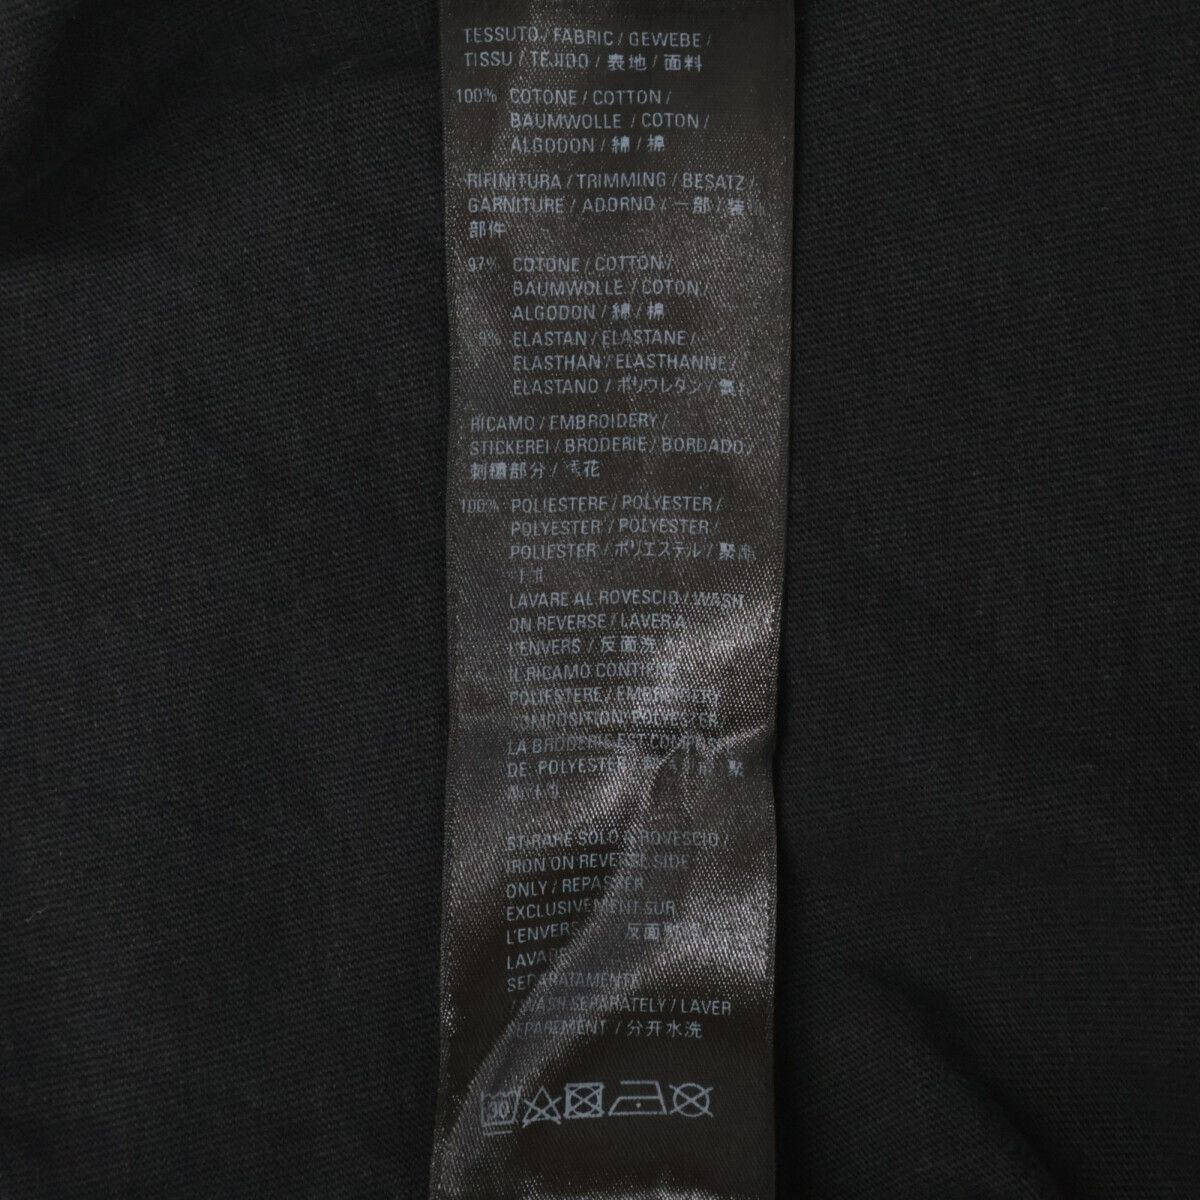 TESSUTO / FABRIC / GEWEBE /
TISSU / TEJIDO / 表地 / 面料
100% COTONE / COTTON /
BAUMWOLLE / COTON /
ALGODON / 綿 / 棉
RIFINITURA / TRIMMING / BESATZ /
GARNITURE / ADORNO / 一部 / 装
部件
97% COTONE / COTTON /
BAUMWOLLE / COTON /
ALGODON / 綿 / 棉
ELASTAN / ELASTANE /
ELASTHAN / ELASTHANNE /
ELASTANO / ポリウレタン /
RICAMO / EMBROIDERY /
STICKEREI / BRODERIE / BORDADO /
刺繍部分 / 花
100% POLIESTERE / POLYESTER /
POLYESTER / POLYESTER /
POLIESTER / ポリエステル / 聚
LAVARE AL ROVESCIO / WASH
ON REVERSE / LAVER A
L'ENVERS / 反面洗
IL RICAMO CONTIENE
POLIESTERE / EMBROIDERY
COMPOSITION POLYESTER
LA BRODERIE EST
DE POLYESTER / 聚
STIRARE SOLO ROVESCIO /
IRON ON REVERSE SIDE
ONLY / REPASSER
EXCLUSIVEMENT SUR
L'ENVERS 反面
LAVARE
SEPARATAMENTE
/ WASH SEPARATELY / LAVER
SEPAREMENT / 分开水洗
30